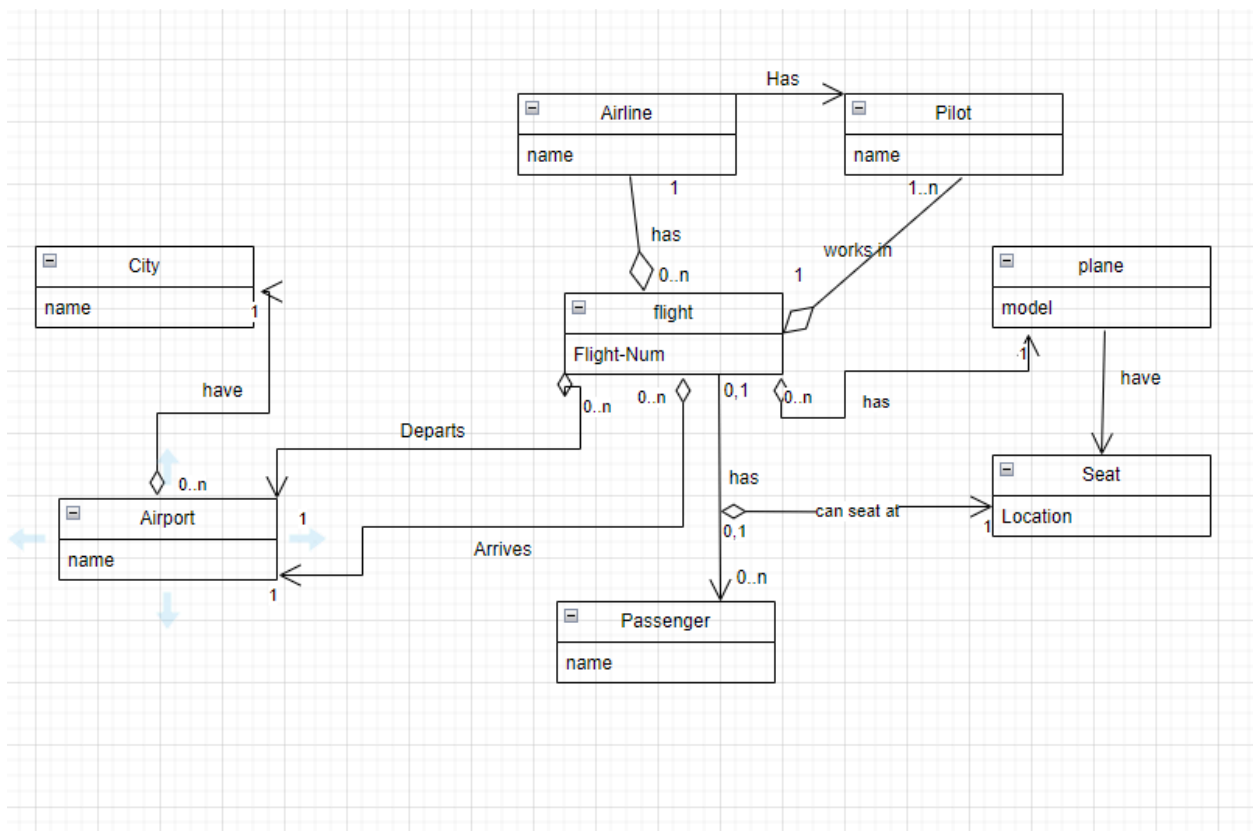 Has
Airline
name
Pilot
name
1
1..n
has
0..n
works in
1
City
name
1
plane
model
1
flight
Flight-Num
0..n
0..n
0,1
0..n
has
have
have
Departs
0..n
has
can seat at
0,1
1
Seat
Location
Airport
name
1
1
Arrives
0..n
Passenger
name